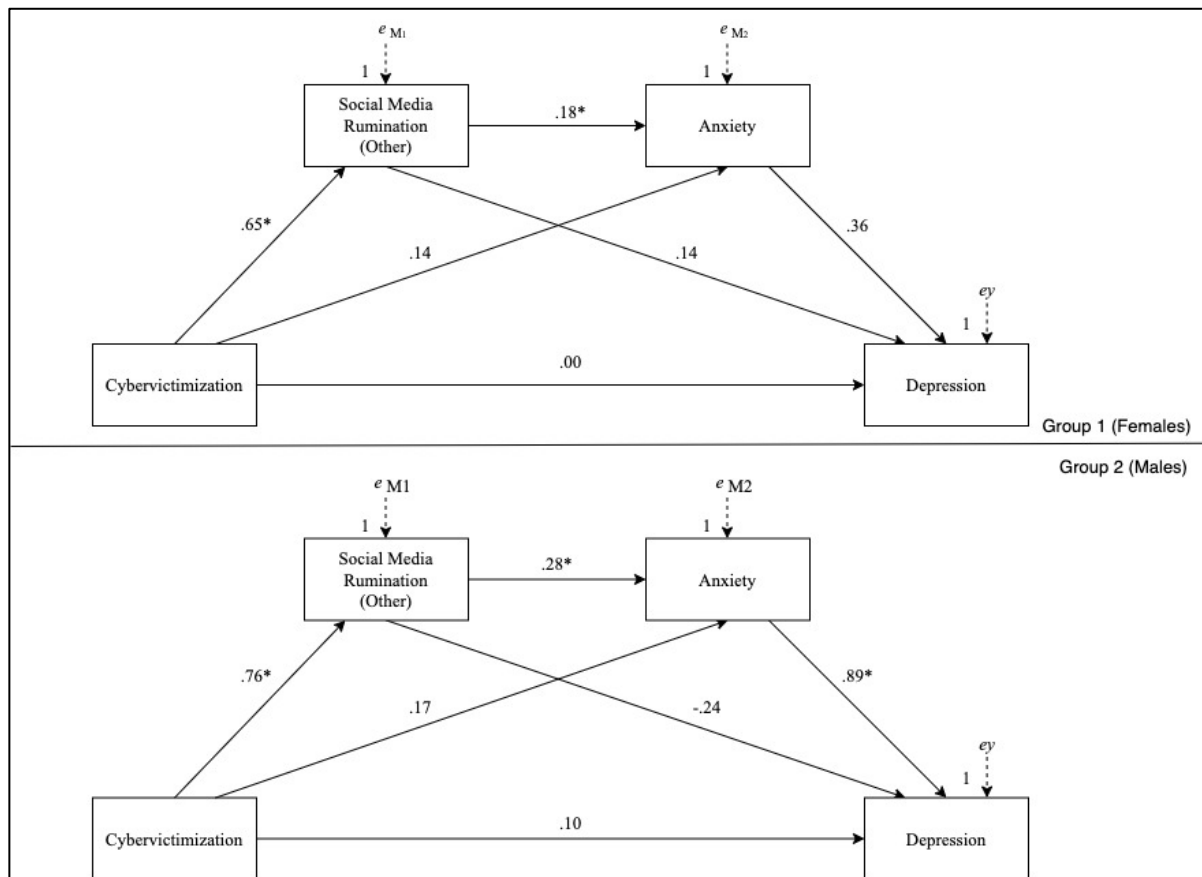 e M₁
e M₂
1
1
Social Media
Rumination
(Other)
.18*
Anxiety
.65*
.14
.14
.36
ey
1
Cybervictimization
.00
Depression
Group 1 (Females)
Group 2 (Males)
e M1
e M2
1
1
Social Media
Rumination
(Other)
.28*
Anxiety
.76*
.17
-.24
.89*
ey
1
Cybervictimization
.10
Depression